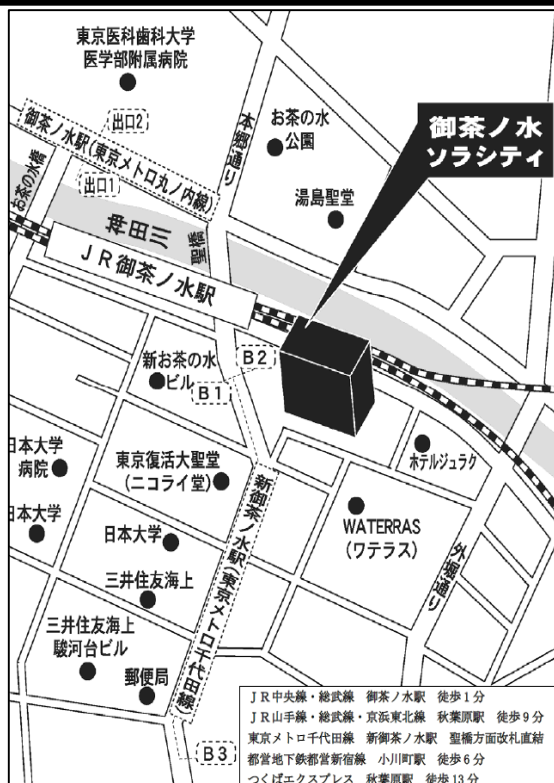 東京医科歯科大学
医学部附属病院
出口2
御茶ノ水駅(東京メトロ丸ノ内線)
出口1
お茶の水橋
本郷通り
お茶の水
公園
湯島聖堂
御茶ノ水
ソラシティ
神田川
聖橋
JR御茶ノ水駅
新お茶の水
ビル
B2
B1
日本大学
病院
東京復活大聖堂
(ニコライ堂)
ホテルジュラク
日本大学
日本大学
WATERRAS
(ワテラス)
新御茶ノ水駅(東京メトロ千代田線
外堀通り
三井住友海上
三井住友海上
駿河台ビル
郵便局
B3
JR中央線・総武線 御茶ノ水駅 徒歩1分
JR山手線・総武線・京浜東北線 秋葉原駅 徒歩9分
東京メトロ千代田線 新御茶ノ水駅 聖橋方面改札直結
都営地下鉄都営新宿線 小川町駅 徒歩6分
つくばエクスプレス 秋葉原駅 徒歩13分